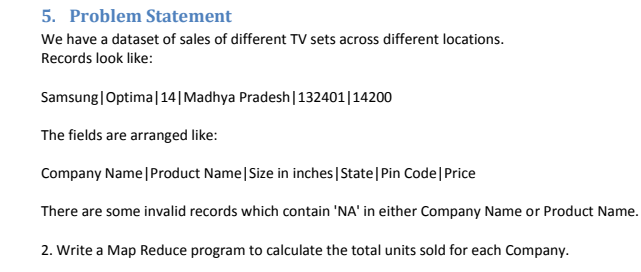 5. Problem Statement
We have a dataset of sales of different TV sets across different locations.
Records look like:
Samsung|Optima|14|Madhya Pradesh|132401|14200
The fields are arranged like:
Company Name|Product Name|Size in inches|State|Pin Code|Price
There are some invalid records which contain 'NA' in either Company Name or Product Name.
2. Write a Map Reduce program to calculate the total units sold for each Company.